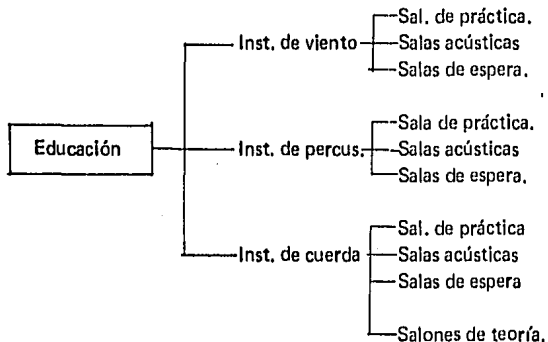 Sal. de práctica.
Inst. de viento
Salas acústicas
Salas de espera.
Sala de práctica.
Educación
Inst. de percus.
Salas acústicas
Salas de espera.
Sal. de práctica
Inst. de cuerda
Salas acústicas
Salas de espera
Salones de teoría.